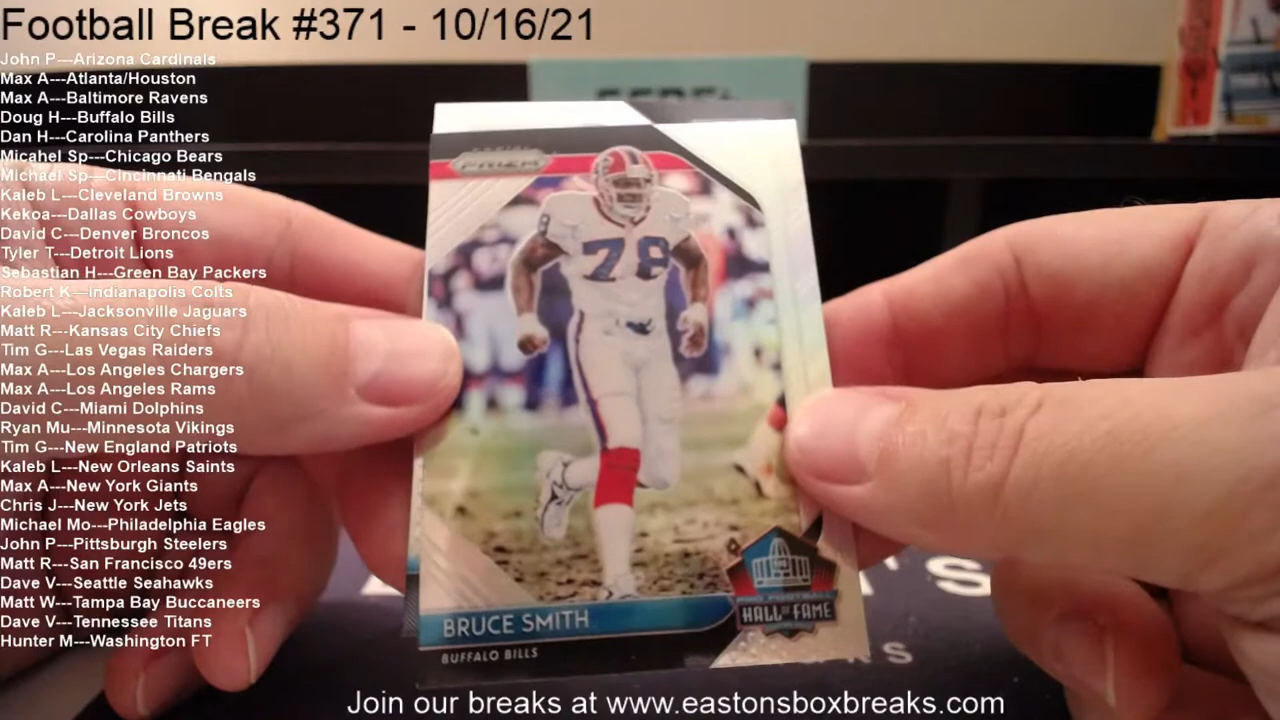 Football Break #371 - 10/16/21
John P---Arizona Cardinals
Max A---Atlanta/Houston
Max A---Baltimore Ravens
Doug H---Buffalo Bills
Dan H---Carolina Panthers
Micahel Sp---Chicago Bears
Michael Sp---Cincinnati Bengals
Kaleb L---Cleveland Browns
Kekoa---Dallas Cowboys
David C---Denver Broncos
Tyler T---Detroit Lions
Sebastian H---Green Bay Packers
Robert K---Indianapolis Colts
Kaleb L---Jacksonville Jaguars
Matt R---Kansas City Chiefs
Tim G---Las Vegas Raiders
Max A---Los Angeles Chargers
Max A---Los Angeles Rams
David C---Miami Dolphins
Ryan Mu---Minnesota Vikings
Tim G---New England Patriots
Kaleb L---New Orleans Saints
Max A---New York Giants
Chris J---New York Jets
Michael Mo---Philadelphia Eagles
John P---Pittsburgh Steelers
Matt R---San Francisco 49ers
Dave V---Seattle Seahawks
Matt W---Tampa Bay Buccaneers
Dave V---Tennessee Titans
Hunter M---Washington FT
PRIZM
78
78
PRO FOOTBALL
HALL OF FAME
BRUCE SMITH
BUFFALO BILLS
Join our breaks at www.eastonsboxbreaks.com